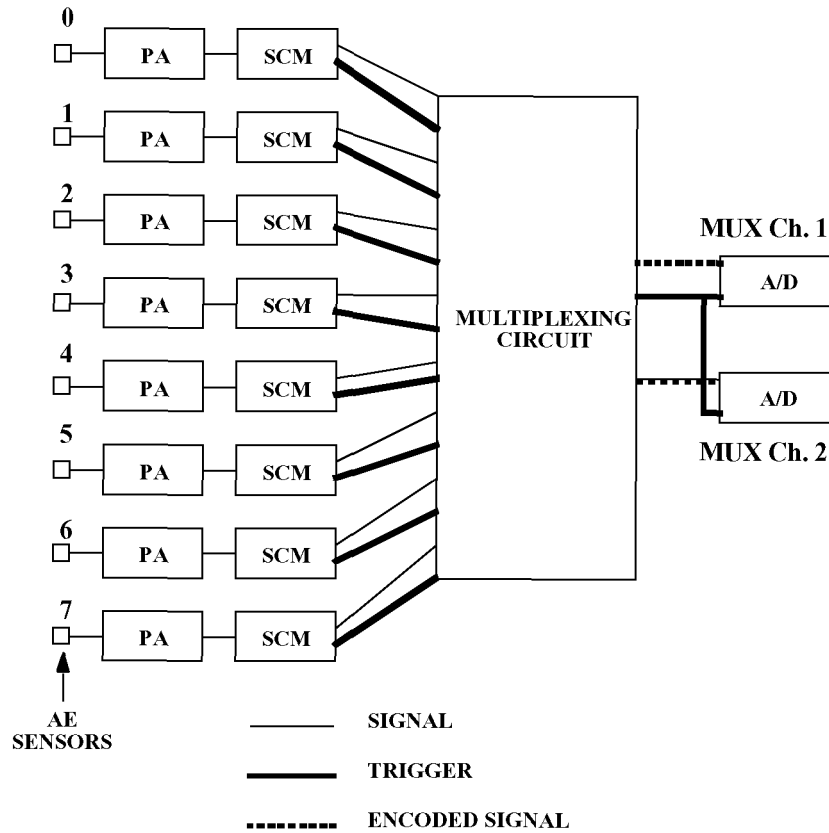 0
PA SCM
1
PA SCM
2
PA SCM
MUX Ch. 1
3
PA SCM
A/D
MULTIPLEXING
CIRCUIT
4
PA SCM
A/D
5
PA SCM
MUX Ch. 2
6
PA SCM
7
PA SCM
AE
SENSORS
SIGNAL
TRIGGER
ENCODED SIGNAL